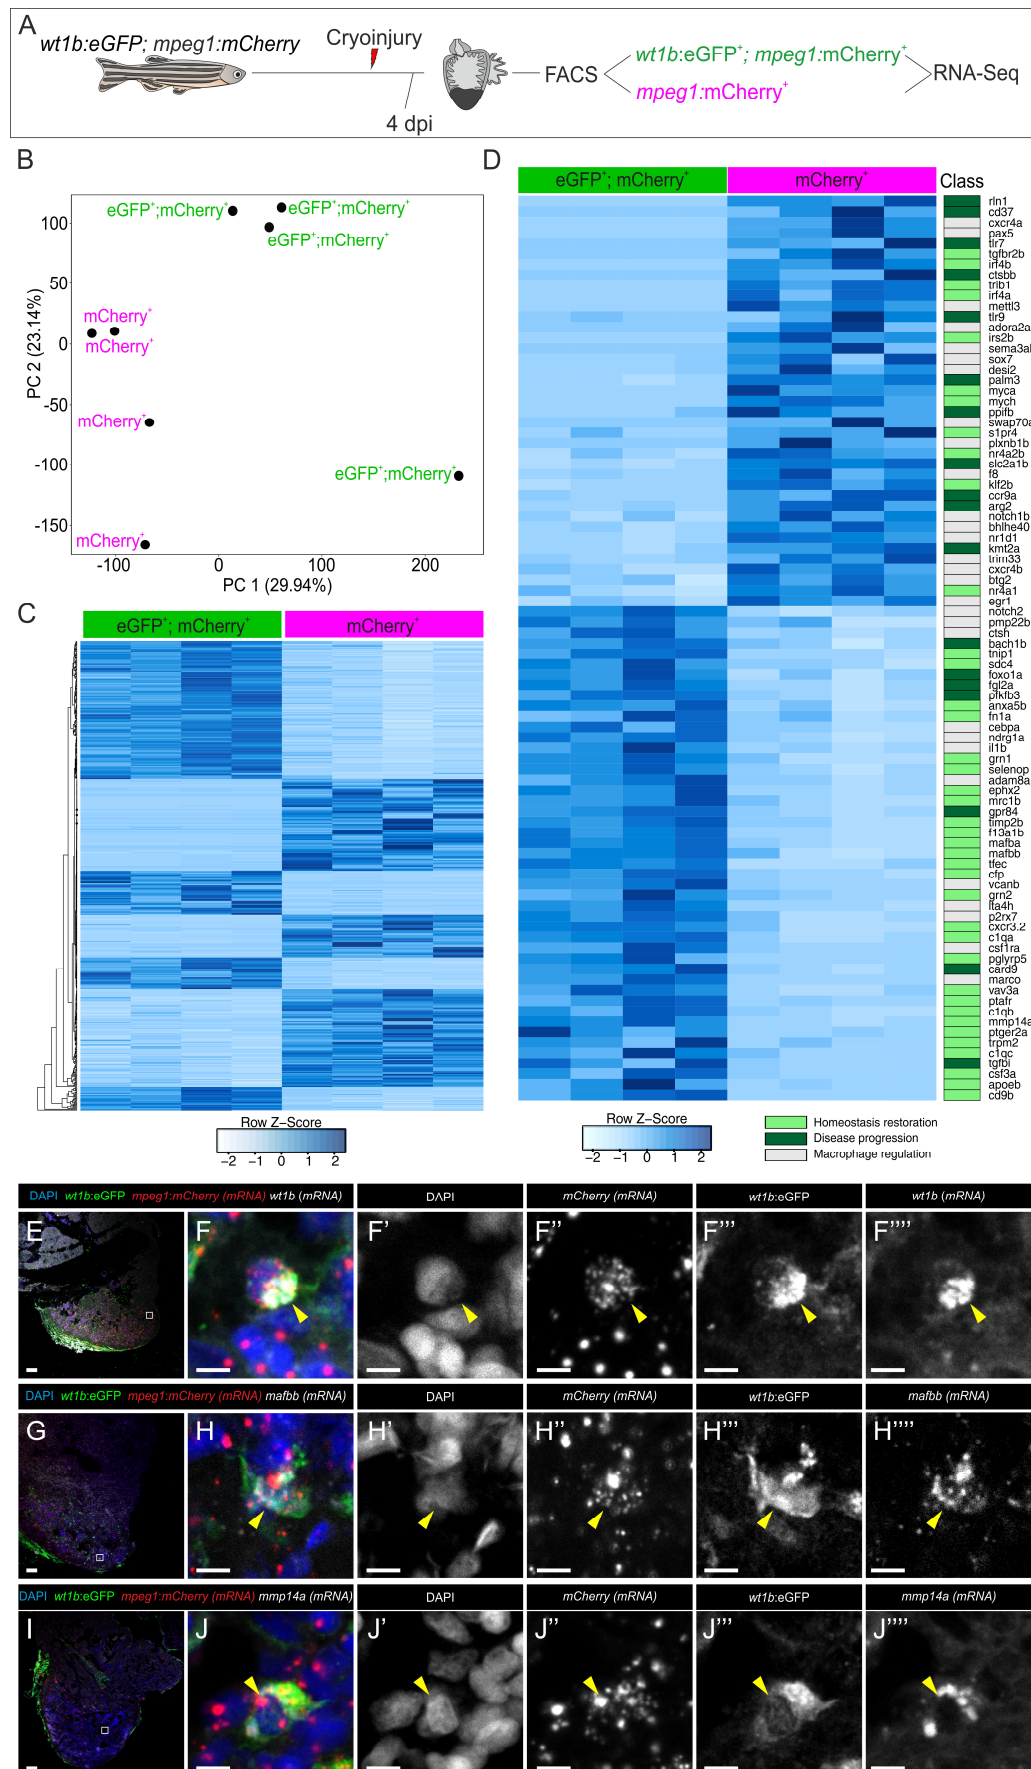 A
wt1b:eGFP; mpeg1:mCherry
Cryoinjury
4 dpi
FACS
wt1b:eGFP+; mpeg1:mCherry+
mpeg1:mCherry+
RNA-Seq
B
PC 2 (23.14%)
100
50
0
-50
-100
-150
eGFP+;mCherry+
eGFP+;mCherry+
eGFP+;mCherry+
mCherry+
mCherry+
mCherry+
eGFP+;mCherry+
mCherry+
-100
0
100
200
PC 1 (29.94%)
C
eGFP+; mCherry+
mCherry+
Row Z−Score
−2 −1 0 1 2
D
eGFP+; mCherry+
mCherry+
Class
rln1
cd37
cxcr4a
pax5
tlr7
tgfbr2b
irf4b
ctsbb
trib1
irf4a
mettl3
tlr9
adora2a
irs2b
sema3al
sox7
desi2
palm3
myca
mych
ppifb
swap70a
s1pr4
plxnb1b
nr4a2b
slc2a1b
f8
klf2b
ccr9a
arg2
notch1b
bhlhe40
nr1d1
kmt2a
trim33
cxcr4b
btg2
nr4a1
egr1
notch2
pmp22b
ctsh
bach1b
tnip1
sdc4
foxo1a
fgl2a
pfkfb3
anxa5b
fn1a
cebpa
ndrg1a
il1b
grn1
selenop
adam8a
ephx2
mrc1b
gpr84
timp2b
f13a1b
mafba
mafbb
tfec
cfp
vcanb
grn2
lta4h
p2rx7
cxcr3.2
c1qa
csf1ra
pglyrp5
card9
marco
vav3a
ptafr
c1qb
mmp14a
ptger2a
trpm2
c1qc
tgfbi
csf3a
apoeb
cd9b
Row Z−Score
−2 −1 0 1 2
Homeostasis restoration
Disease progression
Macrophage regulation
DAPI wt1b:eGFP mpeg1:mCherry (mRNA) wt1b (mRNA)
DAPI
mCherry (mRNA)
wt1b:eGFP
wt1b (mRNA)
E
F
F'
F''
F'''
F''''
DAPI wt1b:eGFP mpeg1:mCherry (mRNA) mafbb (mRNA)
DAPI
mCherry (mRNA)
wt1b:eGFP
mafbb (mRNA)
G
H
H'
H''
H'''
H''''
DAPI wt1b:eGFP mpeg1:mCherry (mRNA) mmp14a (mRNA)
DAPI
mCherry (mRNA)
wt1b:eGFP
mmp14a (mRNA)
I
J
J'
J''
J'''
J''''